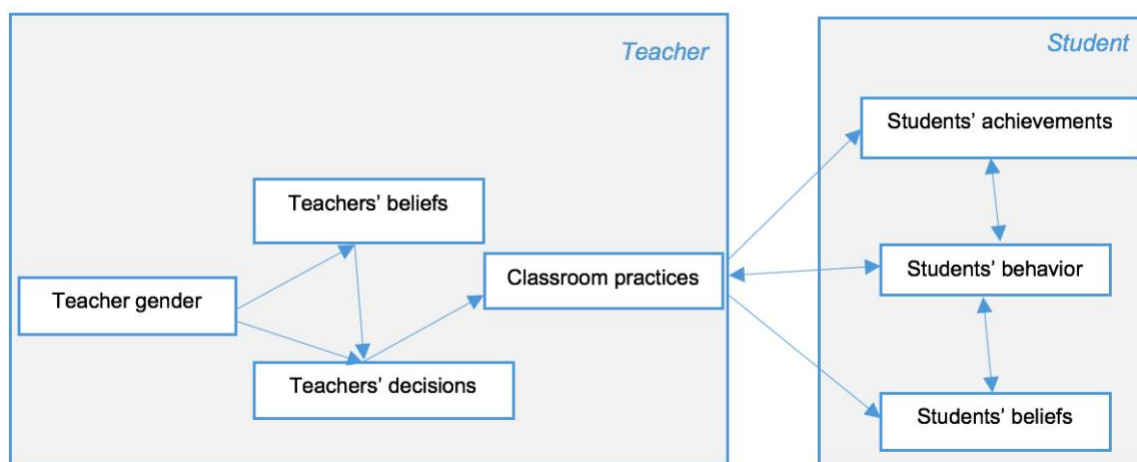 Teacher
Student
Students’ achievements
Teachers’ beliefs
Classroom practices
Students’ behavior
Teacher gender
Teachers’ decisions
Students’ beliefs